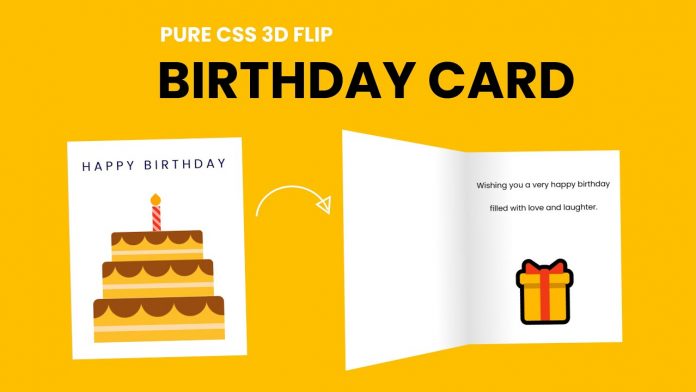 PURE CSS 3D FLIP
BIRTHDAY CARD
HAPPY BIRTHDAY
Wishing you a very happy birthday
filled with love and laughter.